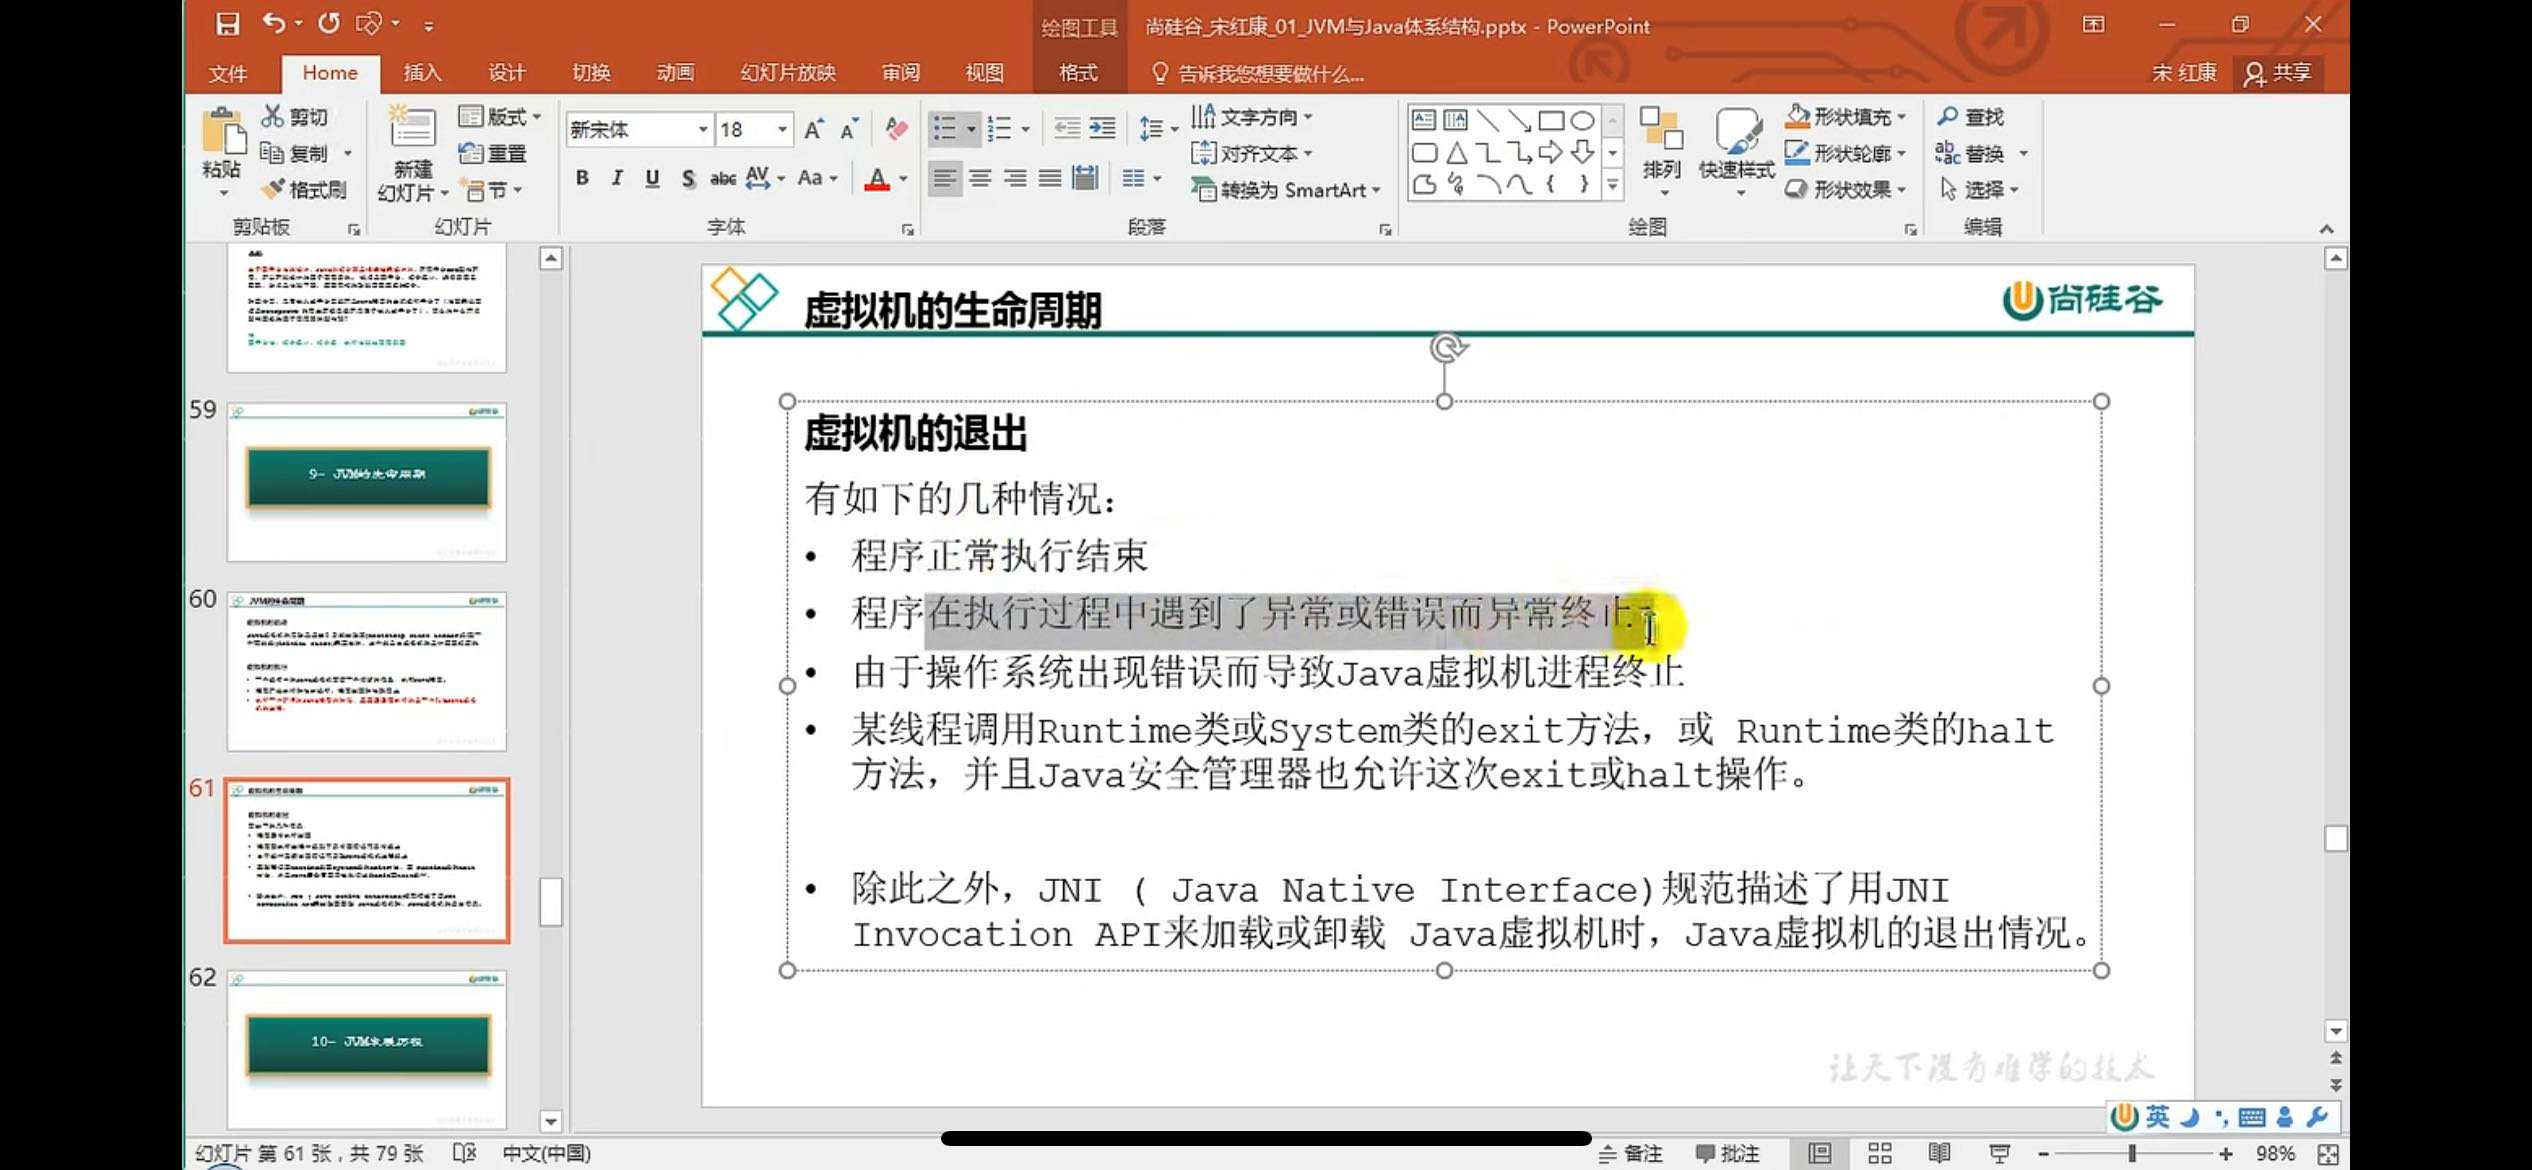 绘图工具
尚硅谷_宋红康_01_JVM与Java体系结构.pptx - PowerPoint
文件
Home
插入
设计
切换
动画
幻灯片放映
审阅
视图
格式
告诉我您想要做什么...
宋 红康
共享
粘贴
剪切
复制
格式刷
剪贴板
新建
幻灯片
版式
重置
节
幻灯片
新宋体
18
字体
段落
文字方向
对齐文本
转换为 SmartArt
排列
快速样式
形状填充
形状轮廓
形状效果
绘图
查找
替换
选择
编辑
59
9- JVM的生命周期
60
JVM的生命周期
61
62
10- JVM发展历程
虚拟机的生命周期
尚硅谷
虚拟机的退出
有如下的几种情况：
• 程序正常执行结束
• 程序在执行过程中遇到了异常或错误而异常终止
• 由于操作系统出现错误而导致Java虚拟机进程终止
• 某线程调用Runtime类或System类的exit方法，或 Runtime类的halt
方法，并且Java安全管理器也允许这次exit或halt操作。
• 除此之外，JNI ( Java Native Interface)规范描述了用JNI
Invocation API来加载或卸载 Java虚拟机时，Java虚拟机的退出情况。
让天下没有难学的技术
英
幻灯片 第 61 张，共 79 张
中文(中国)
备注
批注
98%